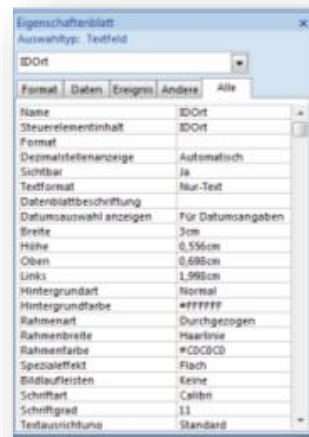 Eigenschaftenblatt
Auswahltyp: Textfeld
IDOrt
Format Daten Ereignis Andere Alle
Name IDOrt
Steuerelementinhalt IDOrt
Format
Dezimalstellenanzeige Automatisch
Sichtbar Ja
Textformat Nur-Text
Datenblattbeschriftung
Datumsauswahl anzeigen Für Datumsangaben
Breite 3cm
Höhe 0,556cm
Oben 0,698cm
Links 1,998cm
Hintergrundart Normal
Hintergrundfarbe #FFFFFF
Rahmenart Durchgezogen
Rahmenbreite Haarlinie
Rahmenfarbe #C0C0C0
Spezialeffekt Flach
Bildlaufleisten Keine
Schriftart Calibri
Schriftgrad 11
Textausrichtung Standard